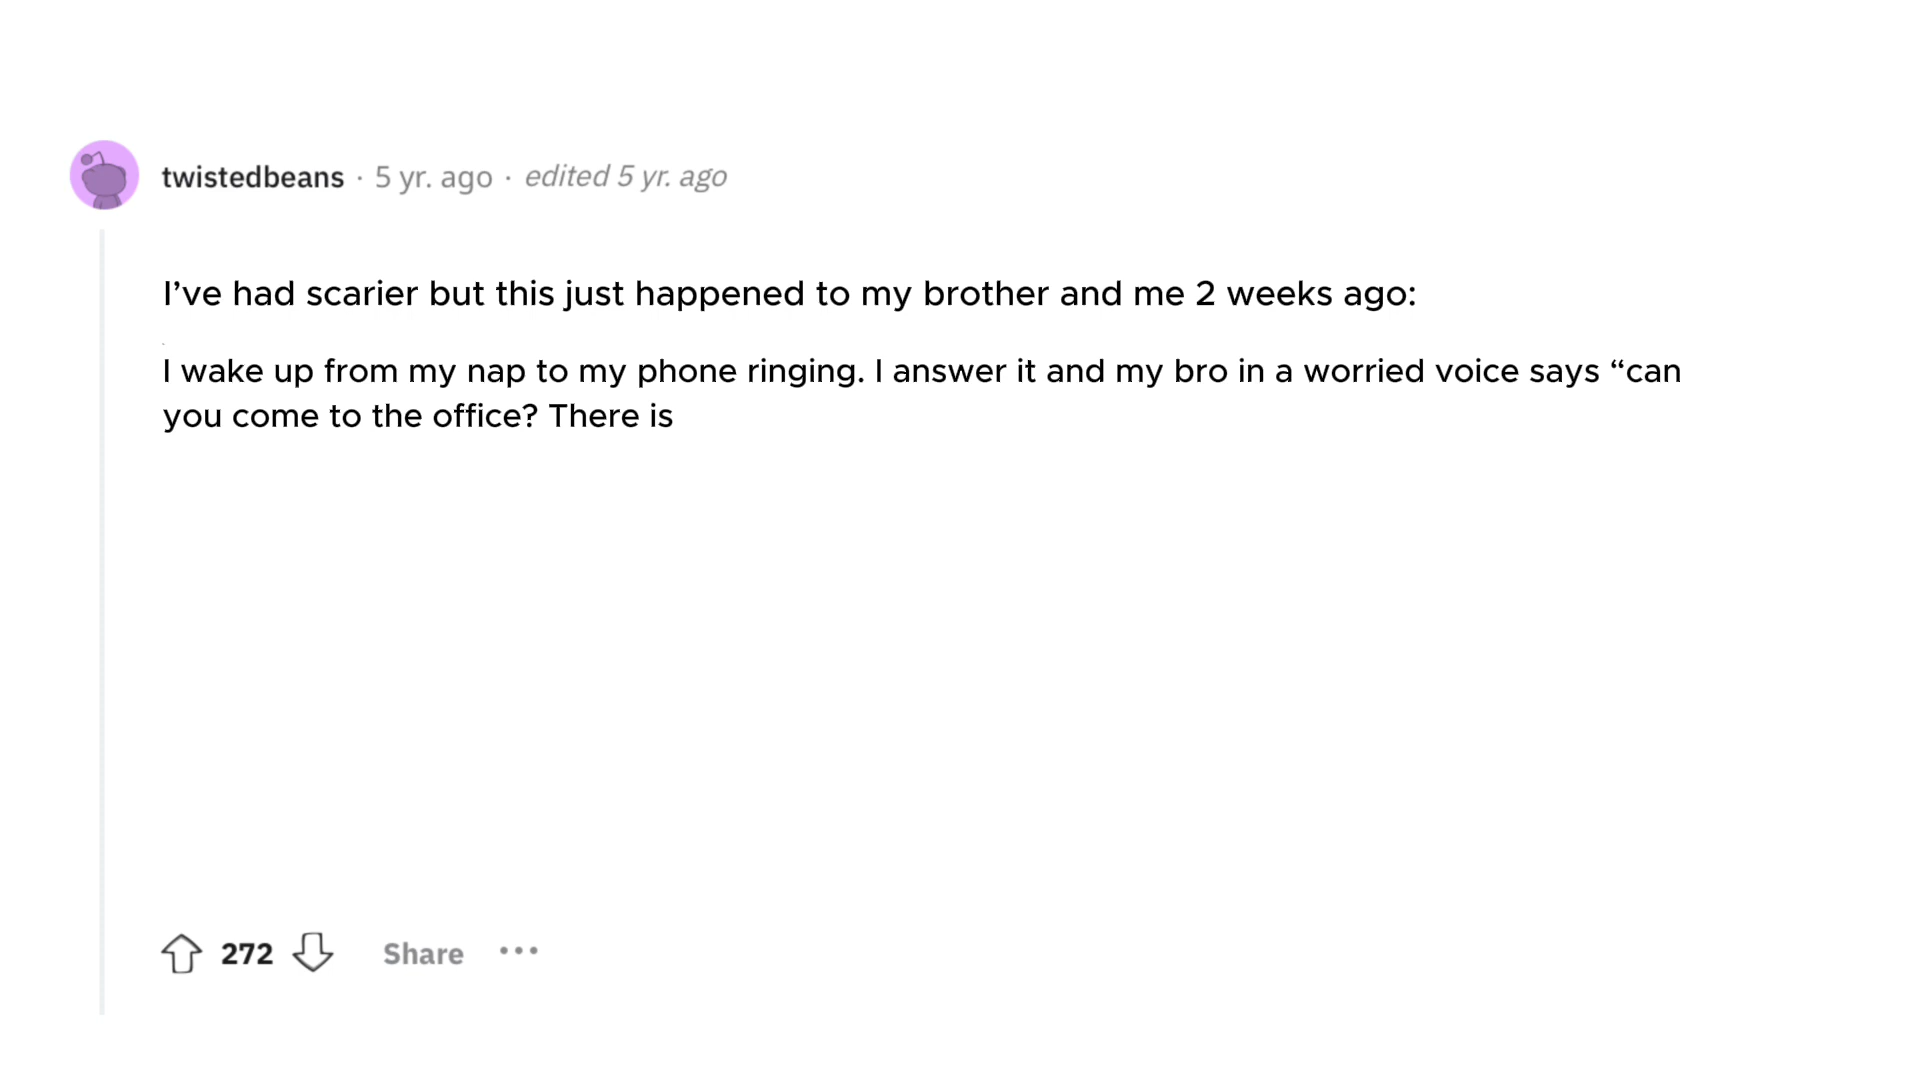 twistedbeans · 5 yr. ago · edited 5 yr. ago
I’ve had scarier but this just happened to my brother and me 2 weeks ago:
I wake up from my nap to my phone ringing. I answer it and my bro in a worried voice says “can
you come to the office? There is
272 Share •••